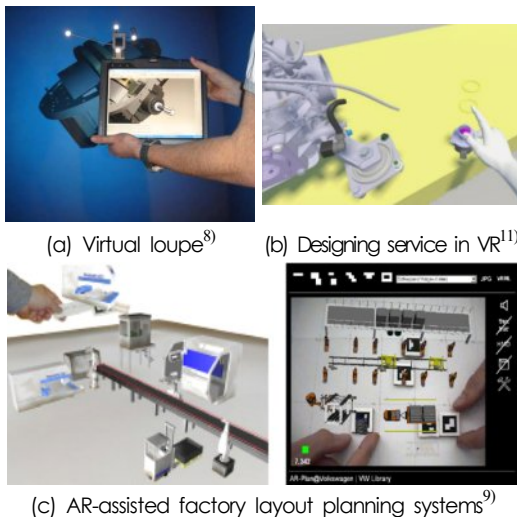 (a) Virtual loupe8)
(b) Designing service in VR11)
JPG VRML
7,342
AR-Plan@Volkswagen | VW Library
(c) AR-assisted factory layout planning systems9)